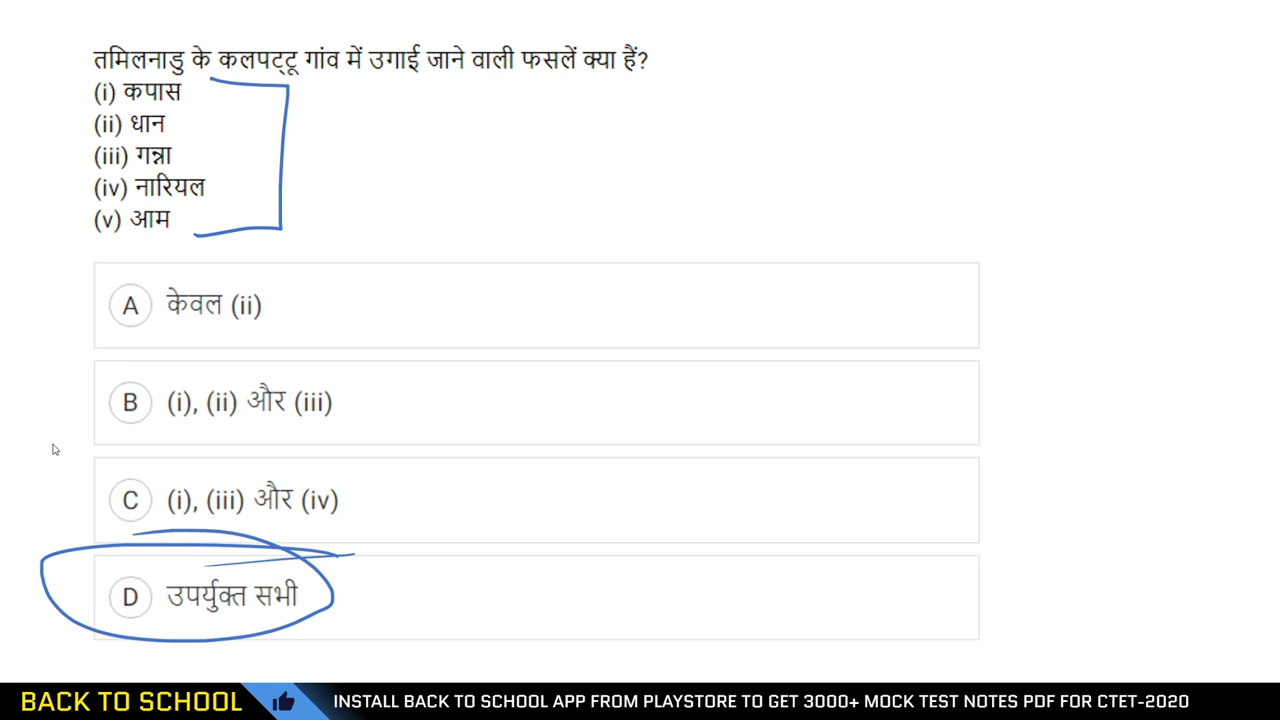 तमिलनाडु के कलपट्टू गांव में उगाई जाने वाली फसलें क्या हैं?
(i) कपास
(ii) धान
(iii) गन्ना
(iv) नारियल
(v) आम
A केवल (ii)
B (i), (ii) और (iii)
C (i), (iii) और (iv)
D उपर्युक्त सभी
BACK TO SCHOOL INSTALL BACK TO SCHOOL APP FROM PLAYSTORE TO GET 3000+ MOCK TEST NOTES PDF FOR CTET-2020